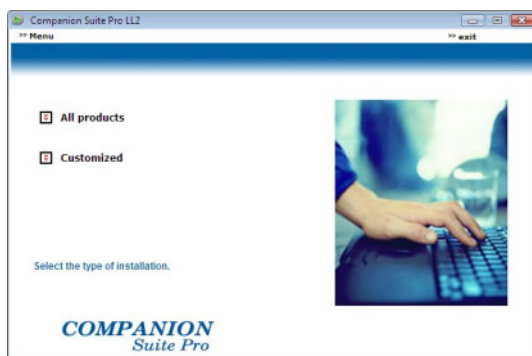 Companion Suite Pro LL2
>> Menu
>> exit
All products
Customized
Select the type of installation.
COMPANION
Suite Pro